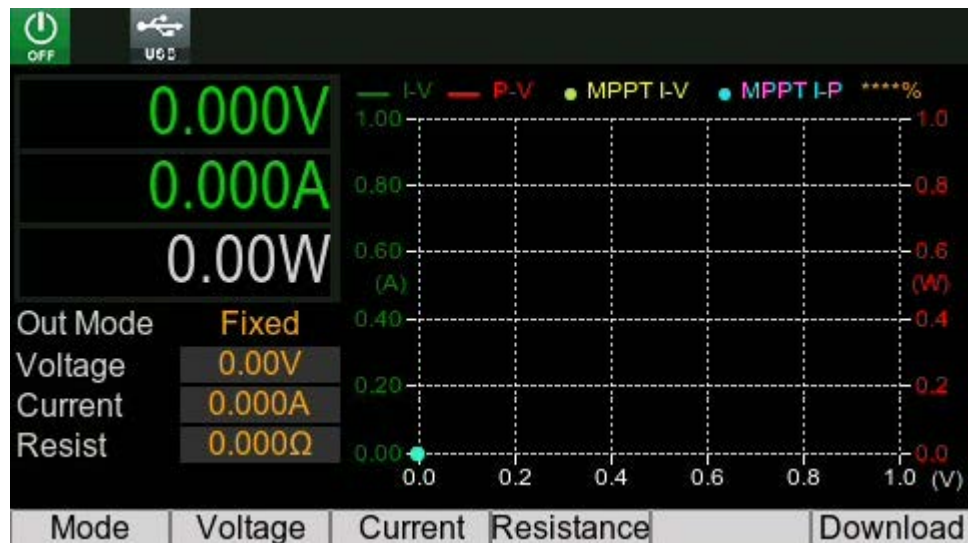 OFF
USB
0.000V
0.000A
0.00W
Out Mode Fixed
Voltage 0.00V
Current 0.000A
Resist 0.000Ω
I-V P-V MPPT I-V MPPT I-P ****%
1.00 1.0
0.80 0.8
0.60 0.6
(A) (W)
0.40 0.4
0.20 0.2
0.00 0.0
0.0 0.2 0.4 0.6 0.8 1.0 (V)
Mode Voltage Current Resistance Download